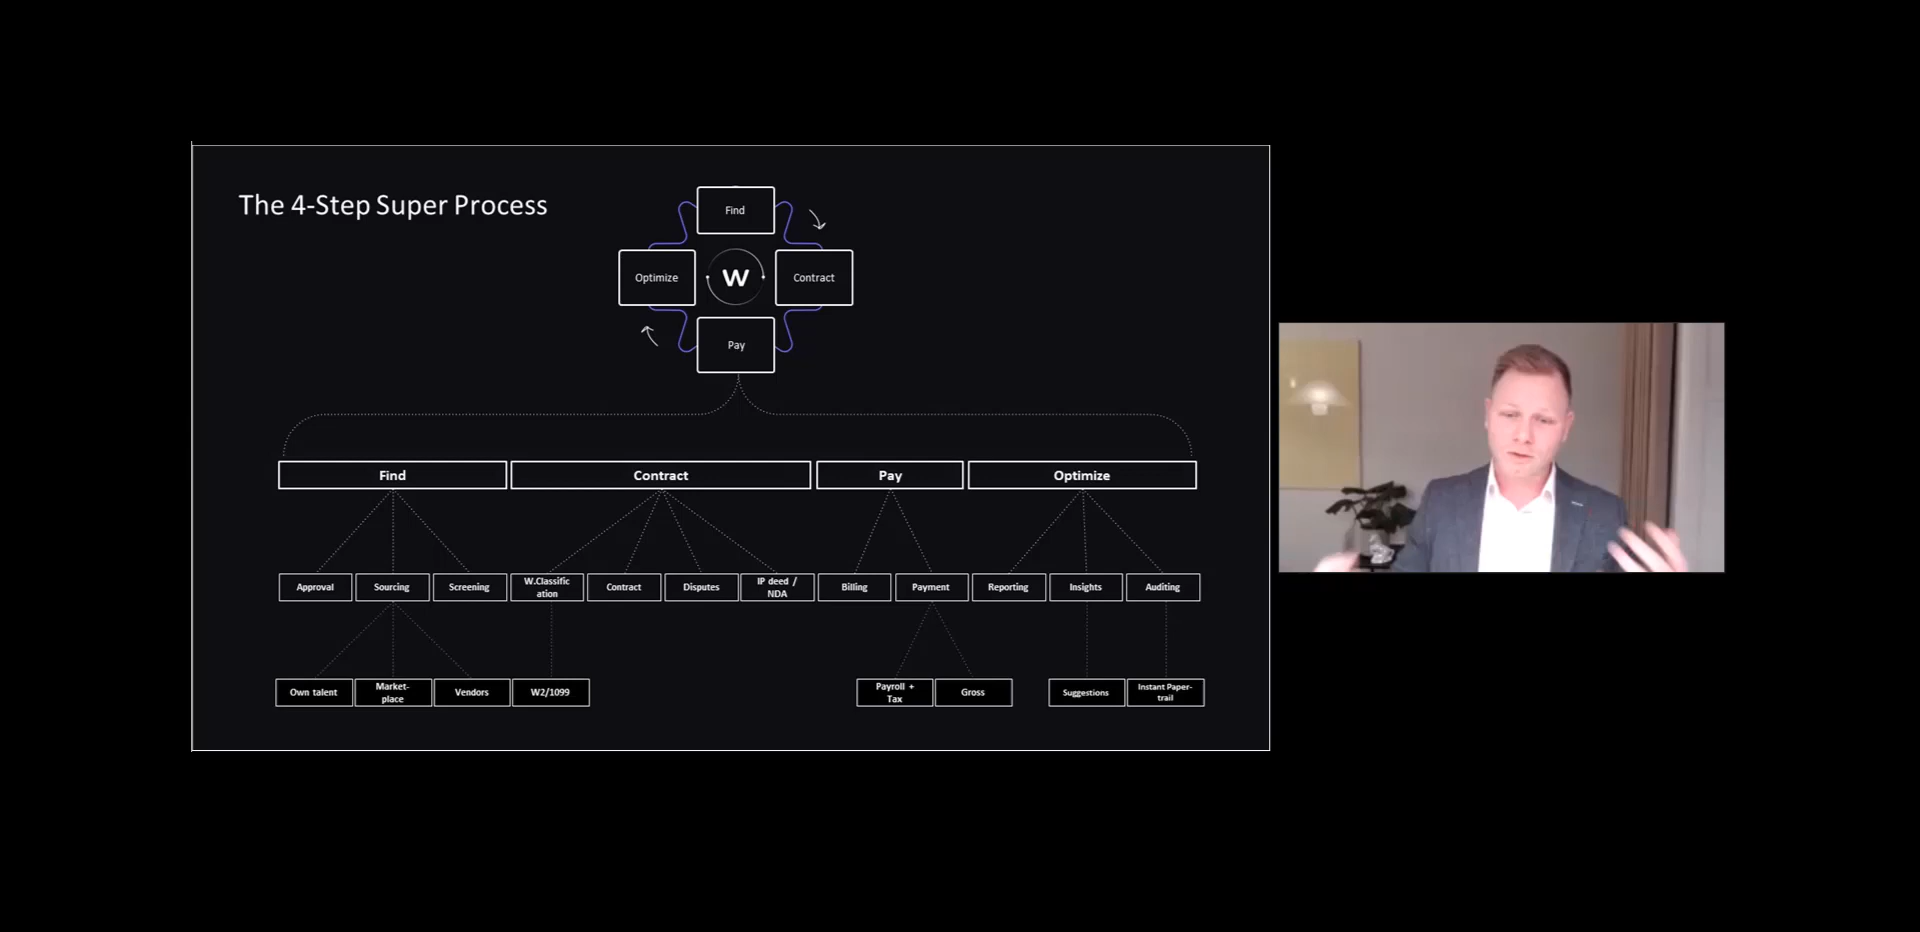 The 4-Step Super Process
Find
Optimize
W
Contract
Pay
Find
Contract
Pay
Optimize
Approval
Sourcing
Screening
W.Classific
ation
Contract
Disputes
IP deed /
NDA
Billing
Payment
Reporting
Insights
Auditing
Own talent
Market-
place
Vendors
W2/1099
Payroll +
Tax
Gross
Suggestions
Instant Paper-
trail